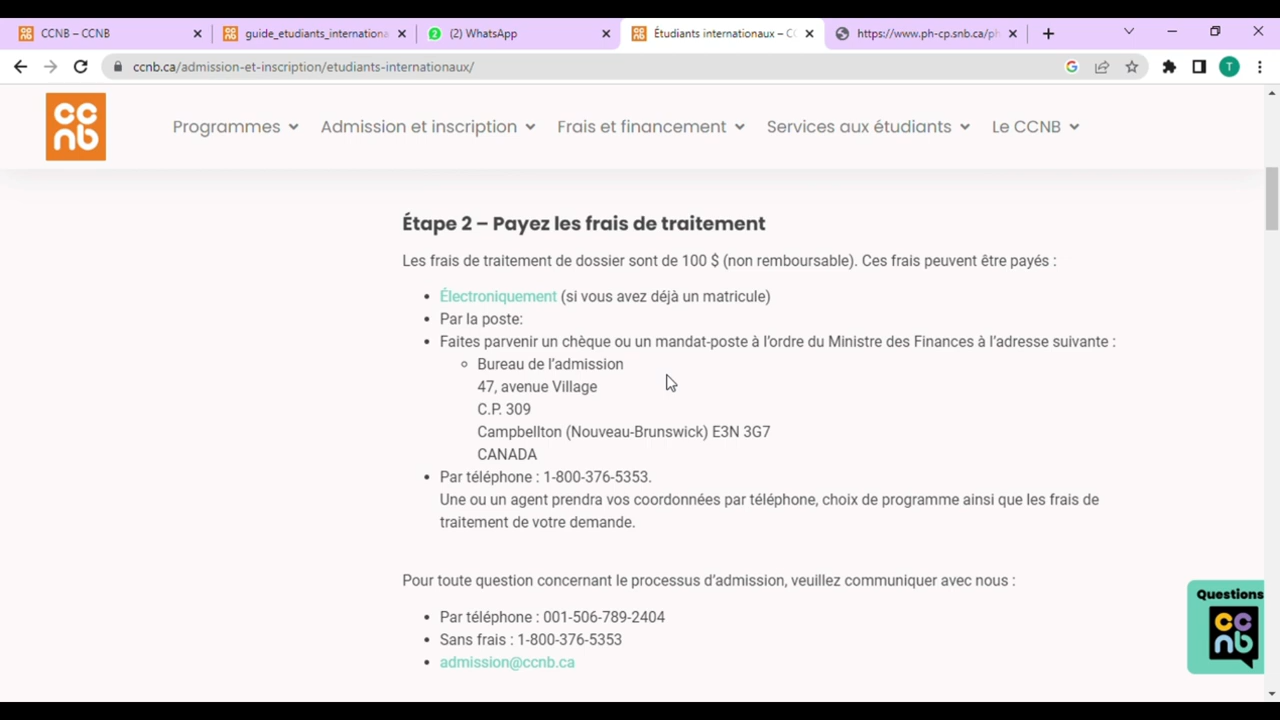 CCNB – CCNB
guide_etudiants_internationa
(2) WhatsApp
Étudiants internationaux – C
https://www.ph-cp.snb.ca/ph
ccnb.ca/admission-et-inscription/etudiants-internationaux/
T
cc
nb
Programmes
Admission et inscription
Frais et financement
Services aux étudiants
Le CCNB
Étape 2 – Payez les frais de traitement
Les frais de traitement de dossier sont de 100 $ (non remboursable). Ces frais peuvent être payés :
• Électroniquement (si vous avez déjà un matricule)
• Par la poste:
• Faites parvenir un chèque ou un mandat-poste à l’ordre du Ministre des Finances à l’adresse suivante :
Bureau de l’admission
47, avenue Village
C.P. 309
Campbellton (Nouveau-Brunswick) E3N 3G7
CANADA
• Par téléphone : 1-800-376-5353.
Une ou un agent prendra vos coordonnées par téléphone, choix de programme ainsi que les frais de
traitement de votre demande.
Pour toute question concernant le processus d’admission, veuillez communiquer avec nous :
• Par téléphone : 001-506-789-2404
• Sans frais : 1-800-376-5353
• admission@ccnb.ca
Questions
cc
nb